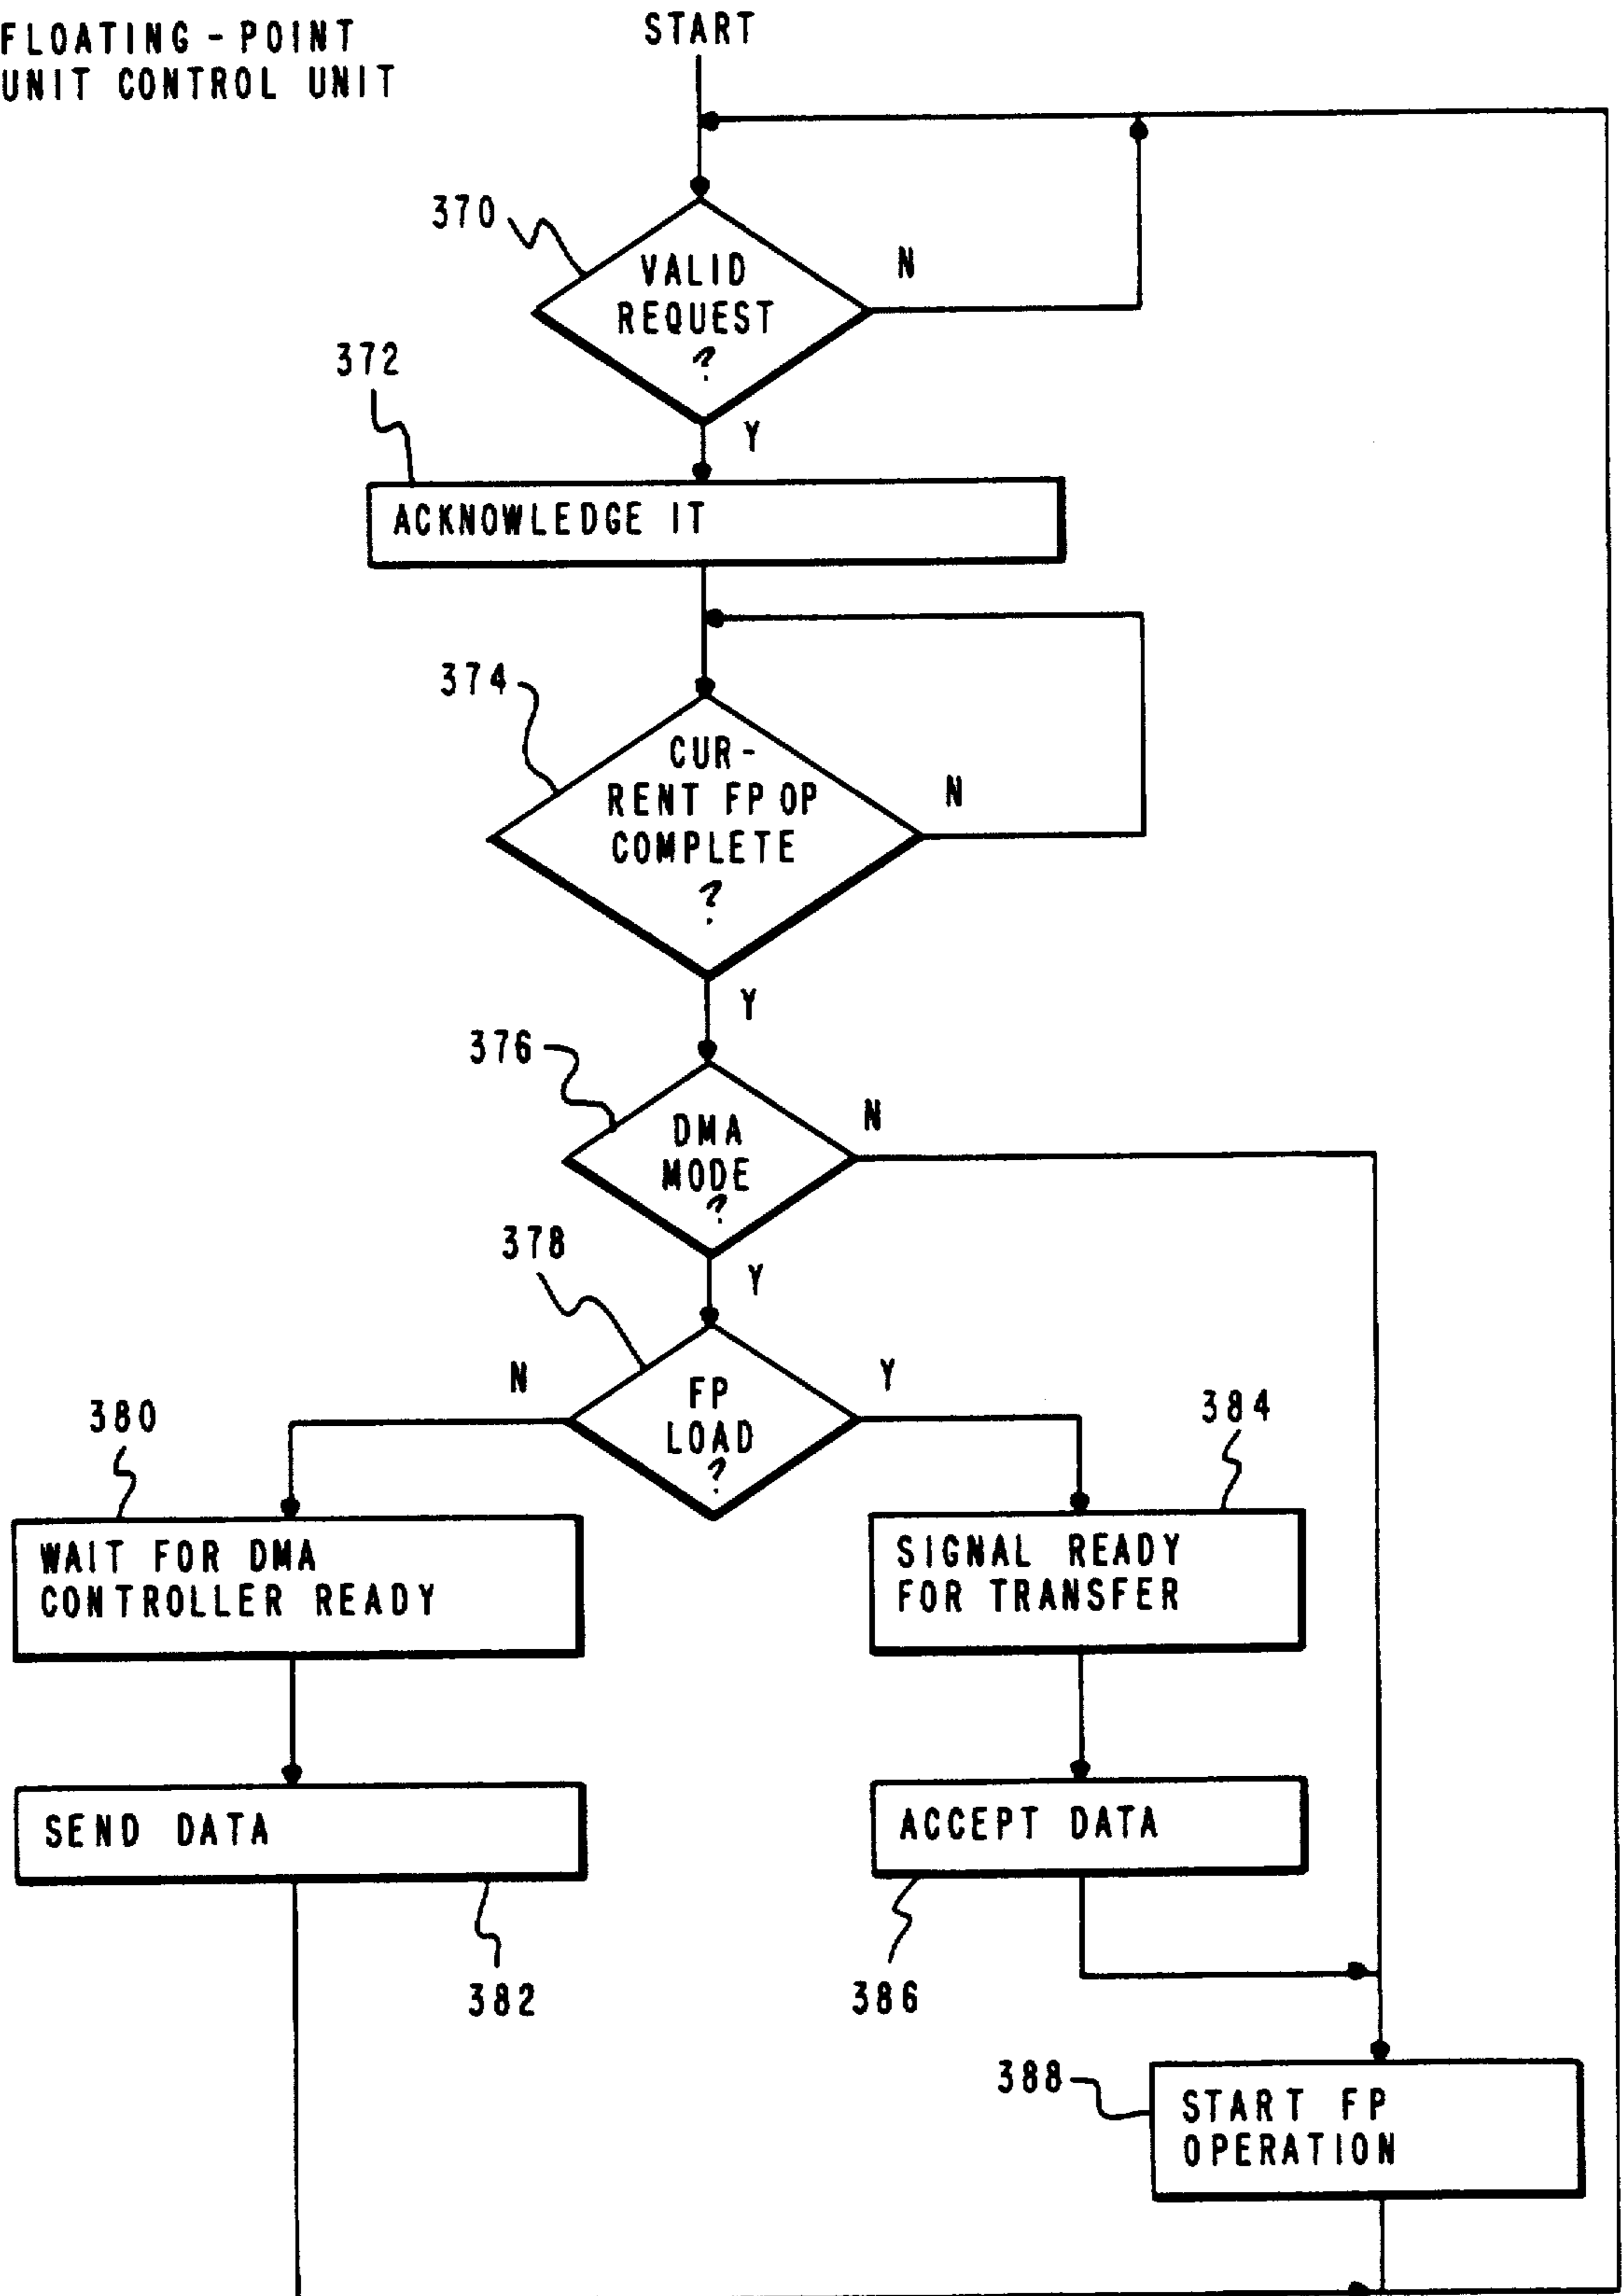 FLOATING - POINT
UNIT CONTROL UNIT
START
370
VALID
REQUEST
?
N
372
Y
ACKNOWLEDGE IT
374
CUR-
RENT FP OP
COMPLETE
?
N
Y
376
DMA
MODE
?
N
378
Y
N
FP
LOAD
?
Y
380
384
WAIT FOR DMA
CONTROLLER READY
SIGNAL READY
FOR TRANSFER
SEND DATA
ACCEPT DATA
382
386
388
START FP
OPERATION